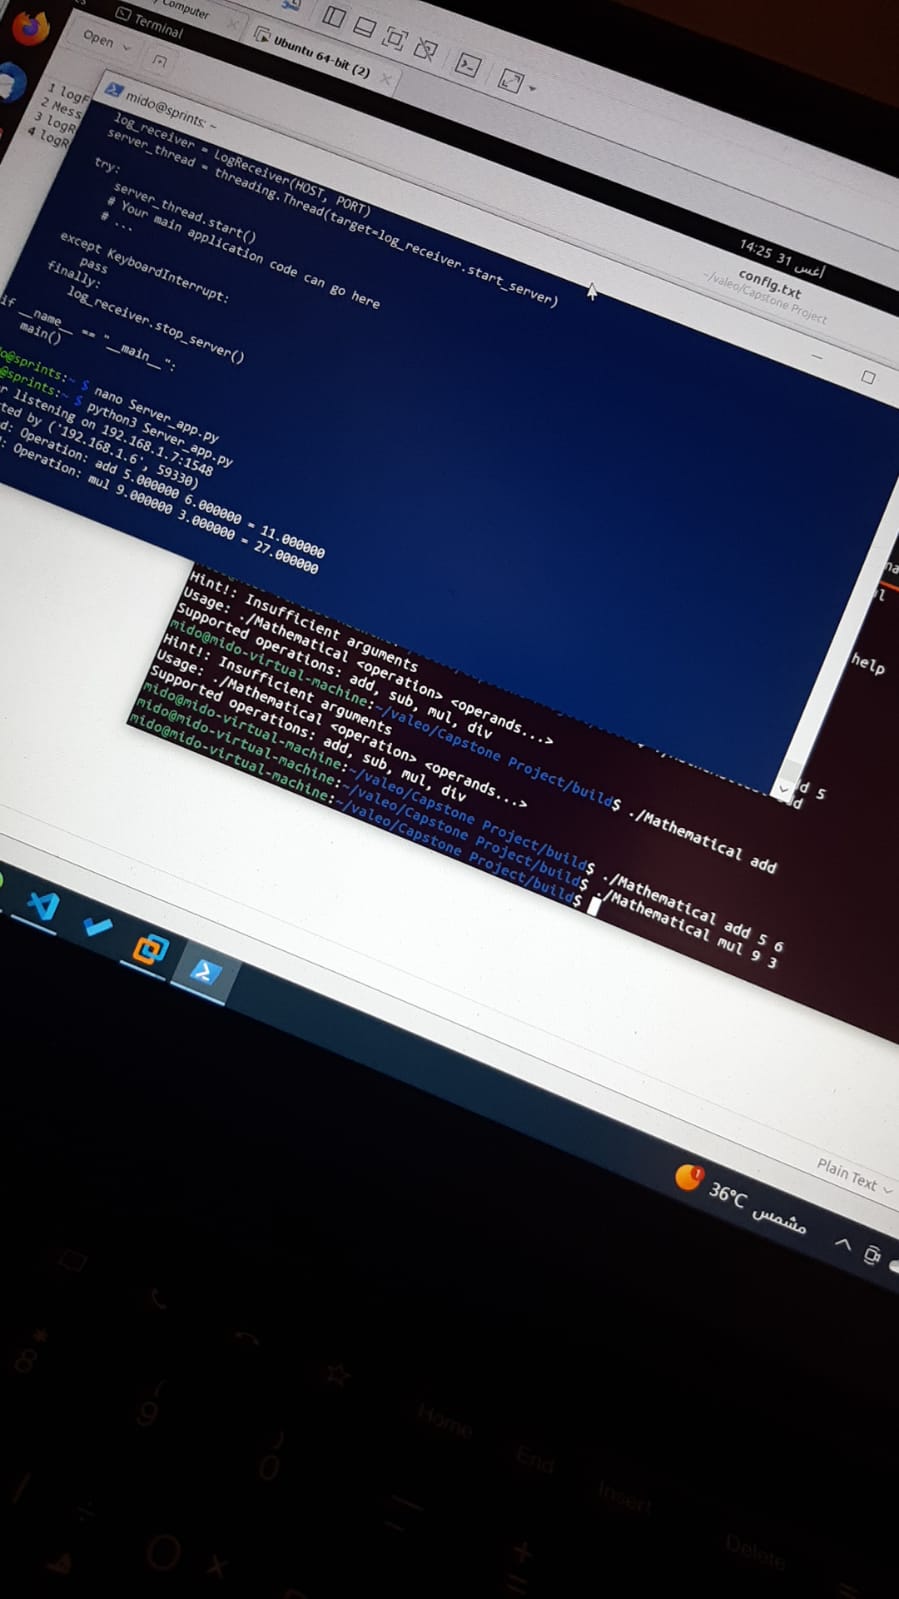 Computer
Terminal
Ubuntu 64-bit (2)
Open
14:25 31 أغس
config.txt
~/valeo/Capstone Project
1 logF
2 Mess
3 logR
4 logR
mido@sprints: ~
log_receiver = LogReceiver(HOST, PORT)
server_thread = threading.Thread(target=log_receiver.start_server)
try:
server_thread.start()
# Your main application code can go here
# ...
except KeyboardInterrupt:
pass
finally:
log_receiver.stop_server()
if __name__ == "__main__":
main()
do@sprints:~ $ nano Server_app.py
@sprints:~ $ python3 Server_app.py
r listening on 192.168.1.7:1548
ted by ('192.168.1.6', 59330)
d: Operation: add 5.000000 6.000000 = 11.000000
: Operation: mul 9.000000 3.000000 = 27.000000
help
d 5
Hint!: Insufficient arguments
Usage: ./Mathematical <operation> <operands...>
Supported operations: add, sub, mul, div
mido@mido-virtual-machine:~/valeo/Capstone Project/build$ ./Mathematical add
Hint!: Insufficient arguments
Usage: ./Mathematical <operation> <operands...>
Supported operations: add, sub, mul, div
mido@mido-virtual-machine:~/valeo/Capstone Project/build$ ./Mathematical add 5 6
mido@mido-virtual-machine:~/valeo/Capstone Project/build$ ./Mathematical mul 9 3
mido@mido-virtual-machine:~/valeo/Capstone Project/build$
Plain Text
1
36°C مشمس
* 8
( 9
) 0
Home
End
Insert
Delete